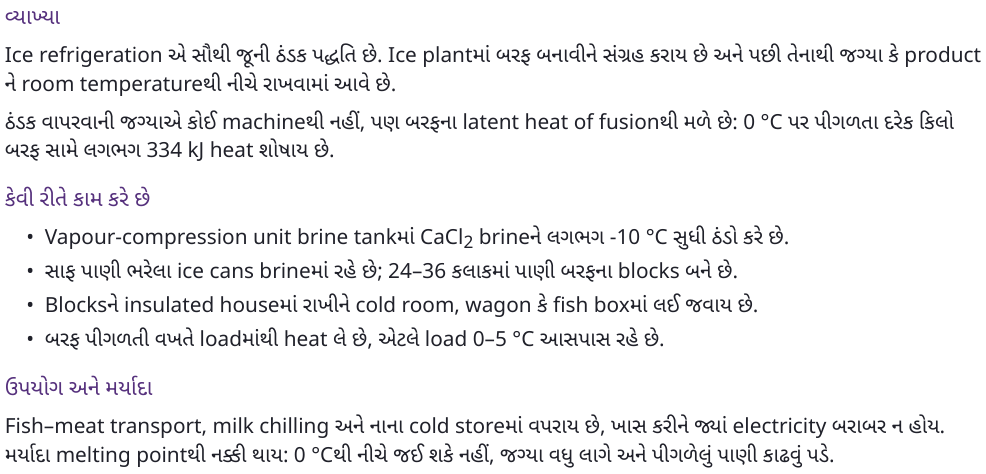 વ્યાખ્યા
Ice refrigeration એ સૌથી જૂની ઠંડક પદ્ધતિ છે. Ice plantમાં બરફ બનાવીને સંગ્રહ કરાય છે અને પછી તેનાથી જગ્યા કે product
ને room temperatureથી નીચે રાખવામાં આવે છે.
ઠંડક વાપરવાની જગ્યાએ કોઈ machineથી નહીં, પણ બરફના latent heat of fusionથી મળે છે: 0 °C પર પીગળતા દરેક કિલો
બરફ સામે લગભગ 334 kJ heat શોષાય છે.
કેવી રીતે કામ કરે છે
• Vapour-compression unit brine tankમાં CaCl₂ brineને લગભગ -10 °C સુધી ઠંડો કરે છે.
• સાફ પાણી ભરેલા ice cans brineમાં રહે છે; 24–36 કલાકમાં પાણી બરફના blocks બને છે.
• Blocksને insulated houseમાં રાખીને cold room, wagon કે fish boxમાં લઈ જવાય છે.
• બરફ પીગળતી વખતે loadમાંથી heat લે છે, એટલે load 0–5 °C આસપાસ રહે છે.
ઉપયોગ અને મર્યાદા
Fish–meat transport, milk chilling અને નાના cold storeમાં વપરાય છે, ખાસ કરીને જ્યાં electricity બરાબર ન હોય.
મર્યાદા melting pointથી નક્કી થાય: 0 °Cથી નીચે જઈ શકે નહીં, જગ્યા વધુ લાગે અને પીગળેલું પાણી કાઢવું પડે.